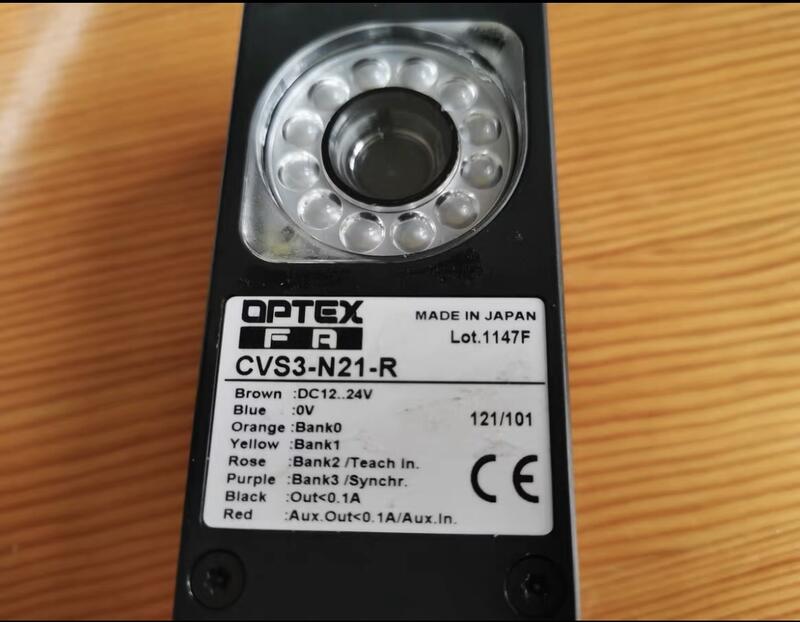 OPTEX
FA
MADE IN JAPAN
Lot.1147F
CVS3-N21-R
Brown :DC12..24V
Blue :0V
Orange :Bank0
Yellow :Bank1
121/101
Rose :Bank2 /Teach In.
Purple :Bank3 /Synchr.
Black :Out<0.1A
Red :Aux.Out<0.1A/Aux.In.
CE